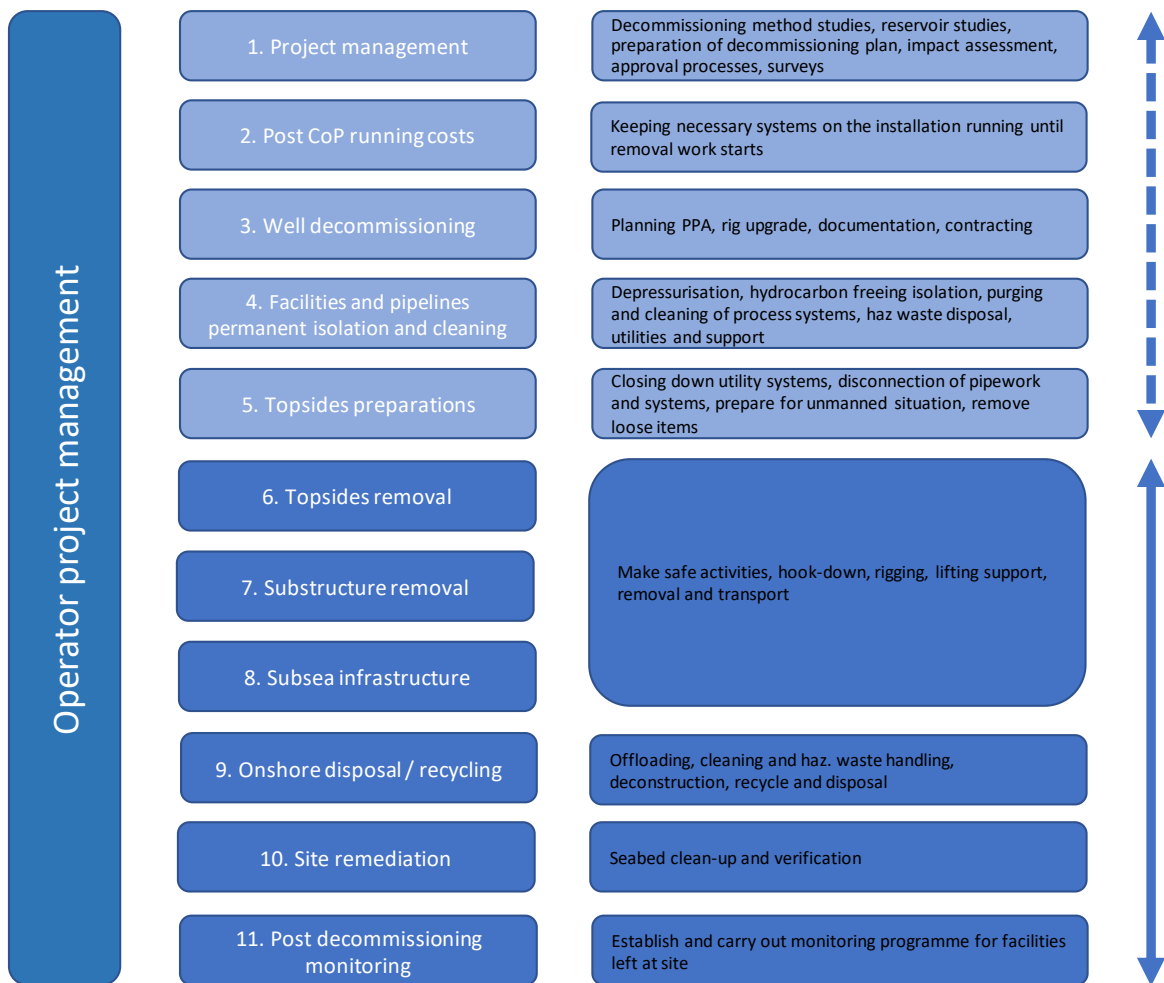 Operator project management
1. Project management
Decommissioning method studies, reservoir studies,
preparation of decommissioning plan, impact assessment,
approval processes, surveys
2. Post CoP running costs
Keeping necessary systems on the installation running until
removal work starts
3. Well decommissioning
Planning PPA, rig upgrade, documentation, contracting
4. Facilities and pipelines
permanent isolation and cleaning
Depressurisation, hydrocarbon freeing isolation, purging
and cleaning of process systems, haz waste disposal,
utilities and support
5. Topsides preparations
Closing down utility systems, disconnection of pipework
and systems, prepare for unmanned situation, remove
loose items
6. Topsides removal
7. Substructure removal
8. Subsea infrastructure
Make safe activities, hook-down, rigging, lifting support,
removal and transport
9. Onshore disposal / recycling
Offloading, cleaning and haz. waste handling,
deconstruction, recycle and disposal
10. Site remediation
Seabed clean-up and verification
11. Post decommissioning
monitoring
Establish and carry out monitoring programme for facilities
left at site